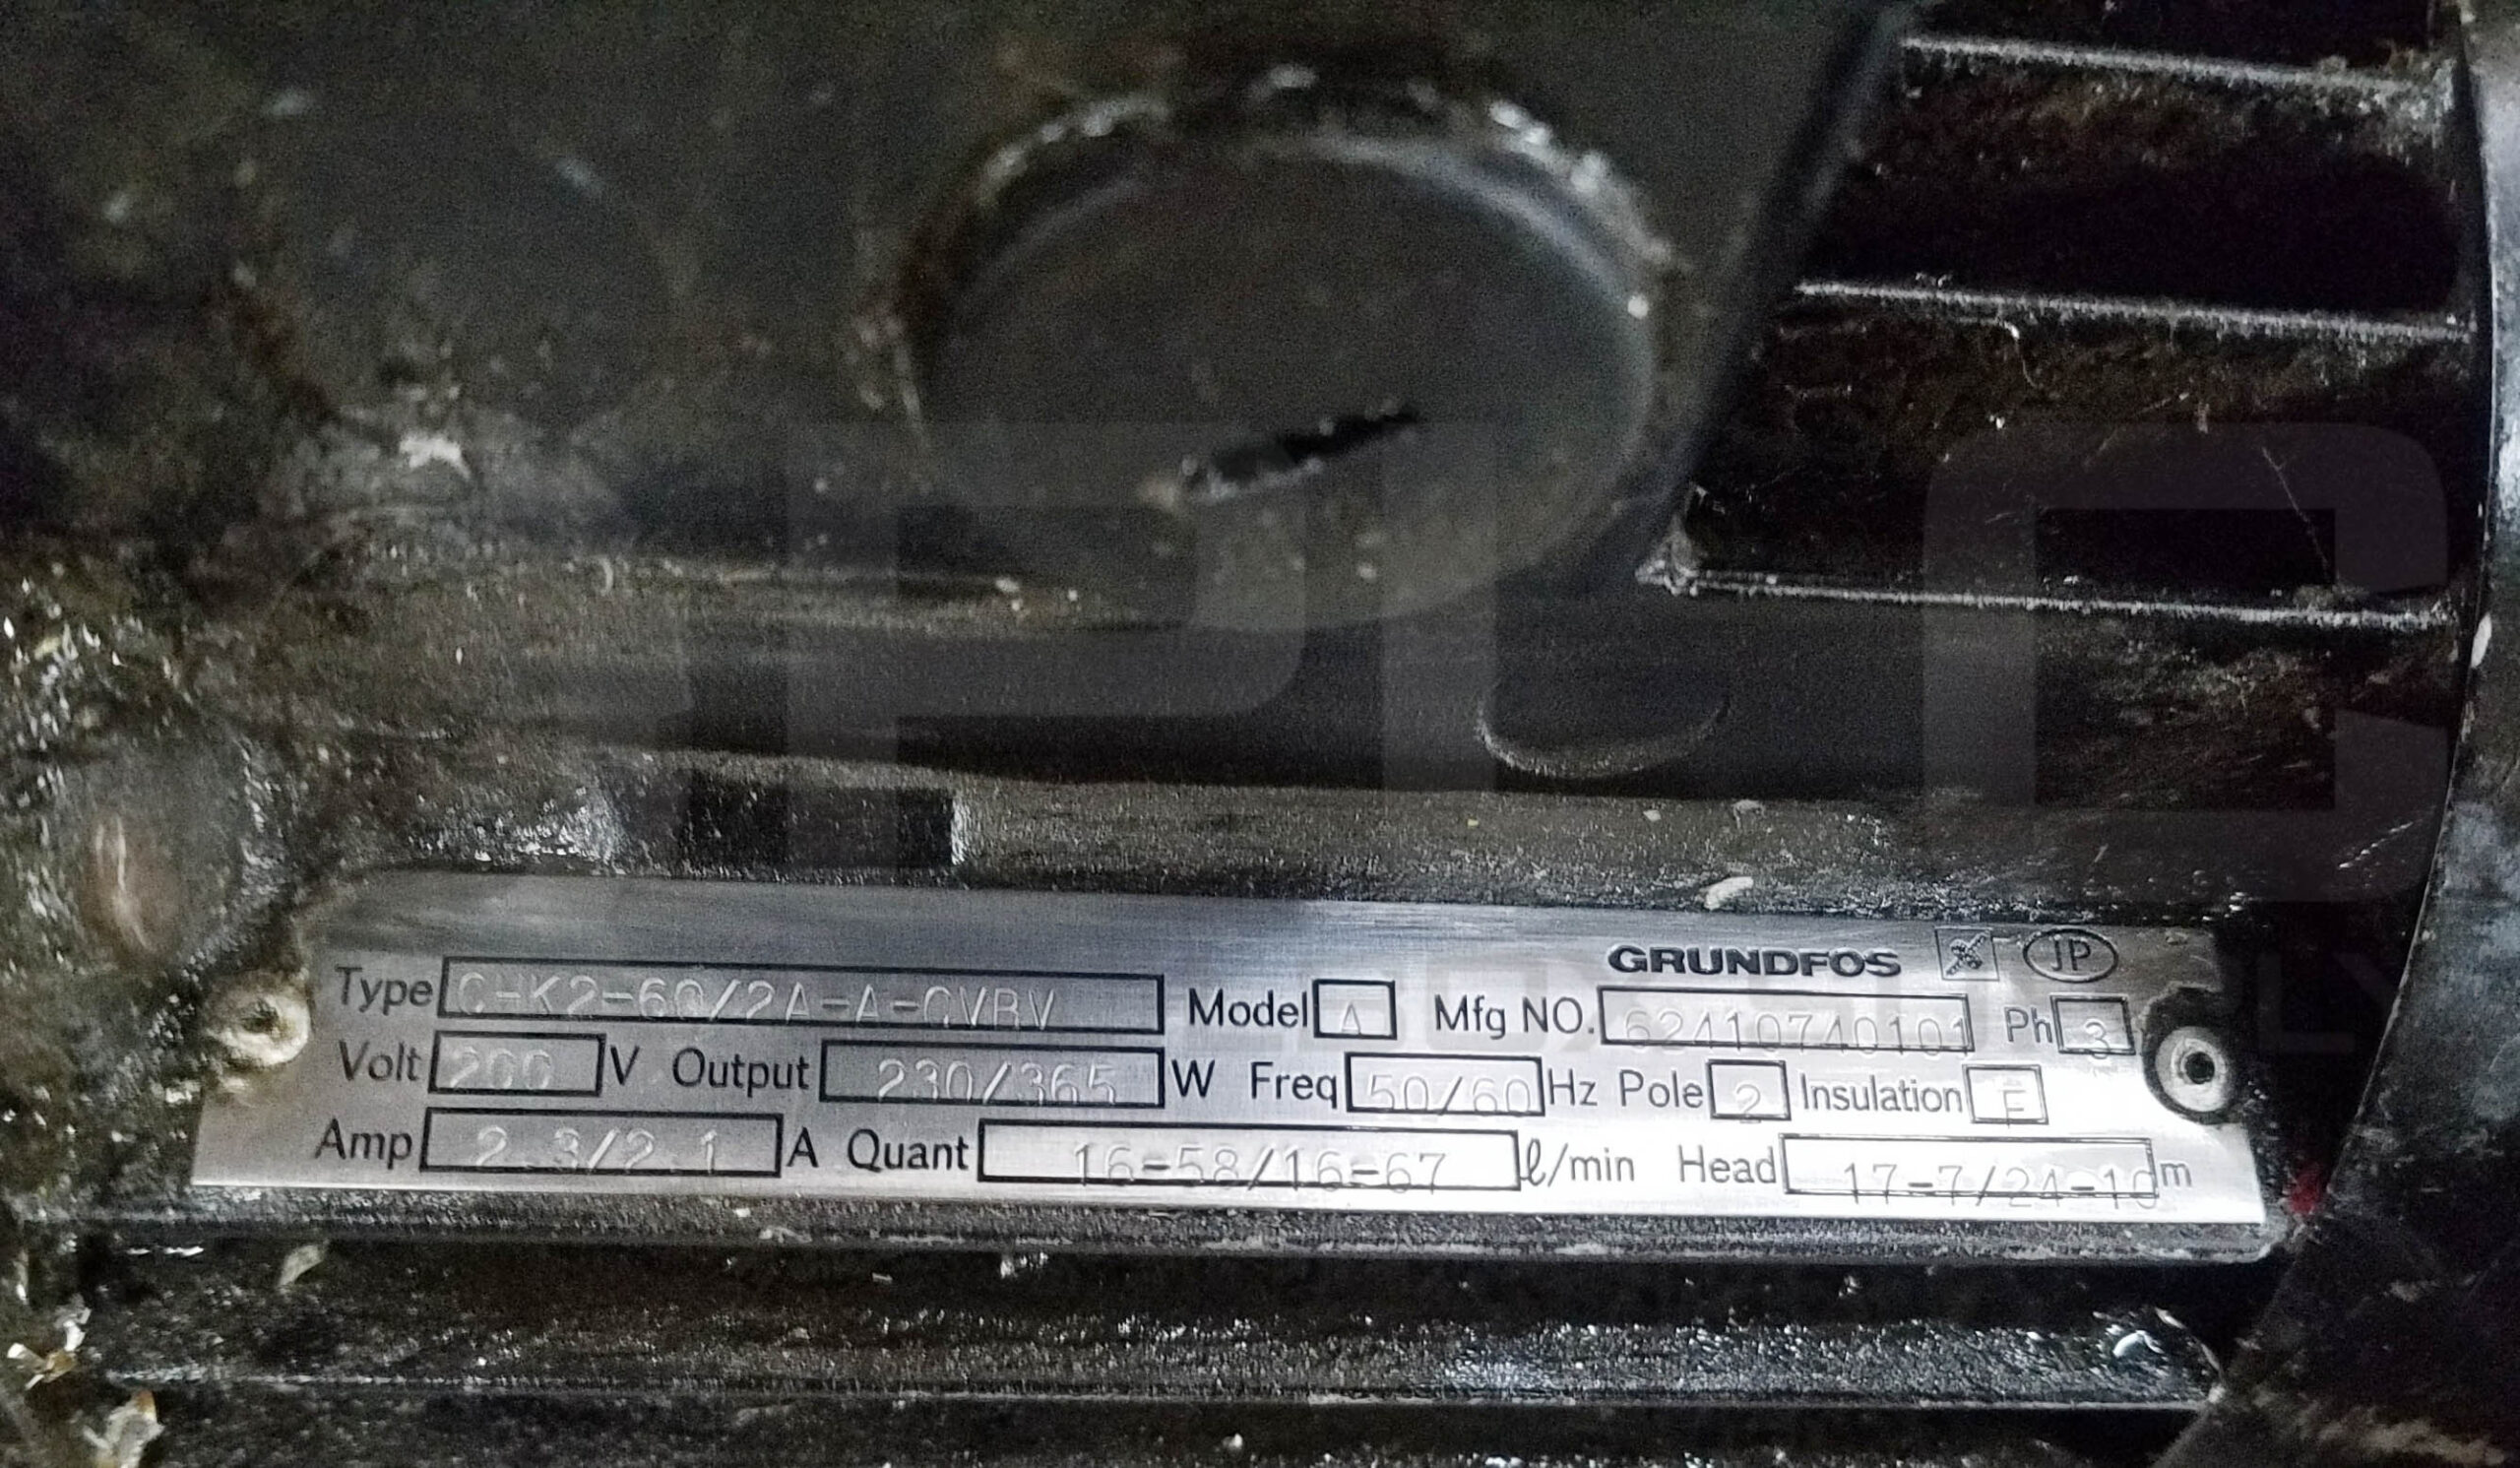 GRUNDFOS JP
Type C-K2-60/2A-A-CVBV Model A Mfg NO. 62410740101 Ph 3
Volt 200 V Output 230/365 W Freq 50/60 Hz Pole 2 Insulation F
Amp 2.3/2.1 A Quant 16-58/16-67 ℓ/min Head 17-7/24-10 m